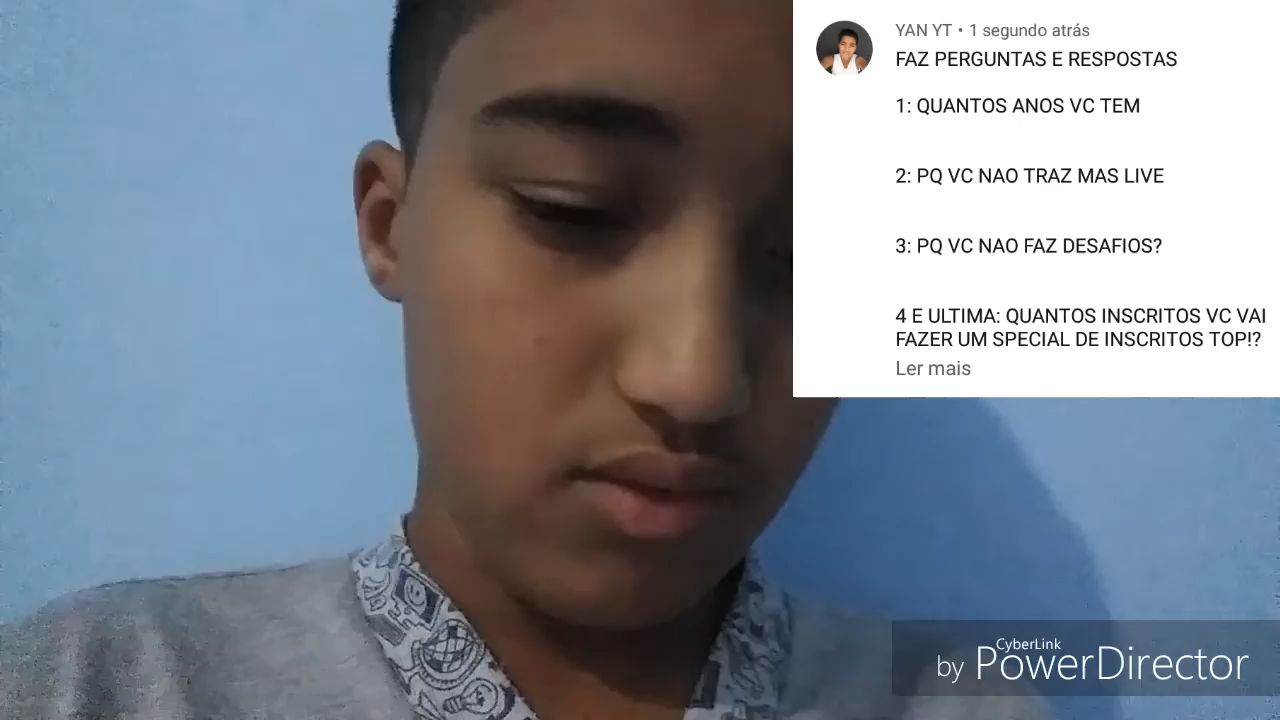 YAN YT • 1 segundo atrás
FAZ PERGUNTAS E RESPOSTAS
1: QUANTOS ANOS VC TEM
2: PQ VC NAO TRAZ MAS LIVE
3: PQ VC NAO FAZ DESAFIOS?
4 E ULTIMA: QUANTOS INSCRITOS VC VAI
FAZER UM SPECIAL DE INSCRITOS TOP!?
Ler mais
CyberLink
by PowerDirector